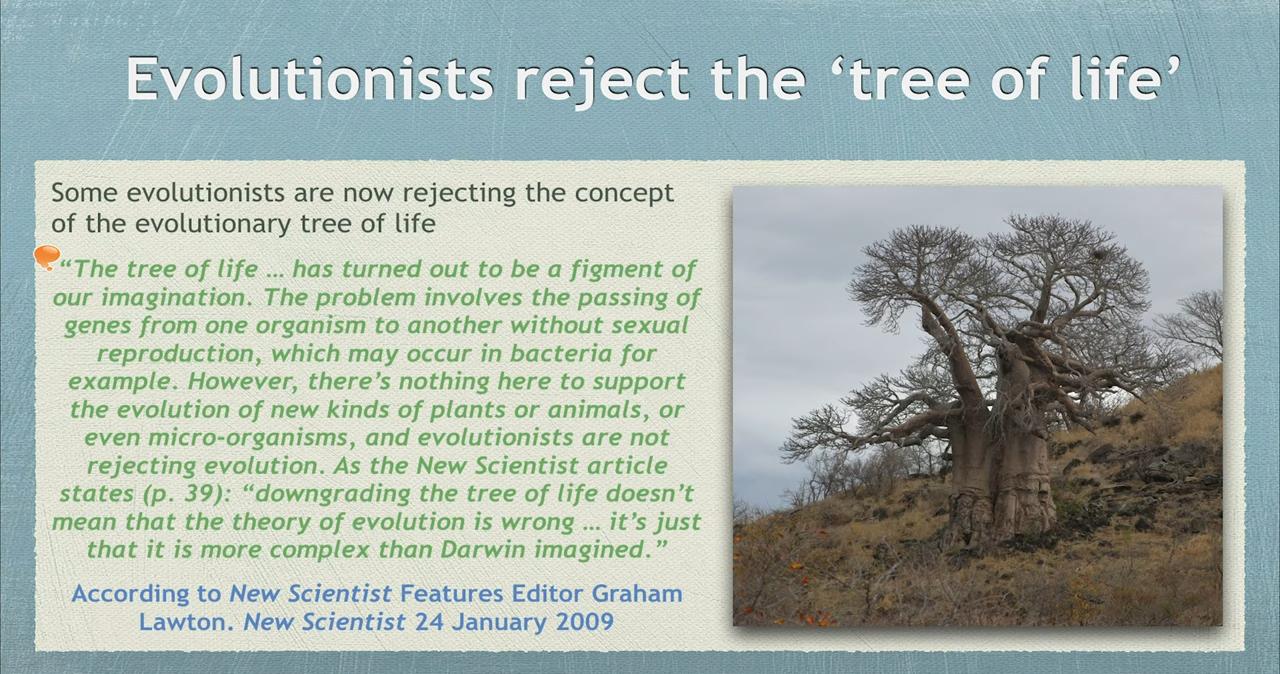 Evolutionists reject the ‘tree of life’
Some evolutionists are now rejecting the concept
of the evolutionary tree of life
“The tree of life … has turned out to be a figment of
our imagination. The problem involves the passing of
genes from one organism to another without sexual
reproduction, which may occur in bacteria for
example. However, there’s nothing here to support
the evolution of new kinds of plants or animals, or
even micro-organisms, and evolutionists are not
rejecting evolution. As the New Scientist article
states (p. 39): “downgrading the tree of life doesn’t
mean that the theory of evolution is wrong … it’s just
that it is more complex than Darwin imagined.”
According to New Scientist Features Editor Graham
Lawton. New Scientist 24 January 2009